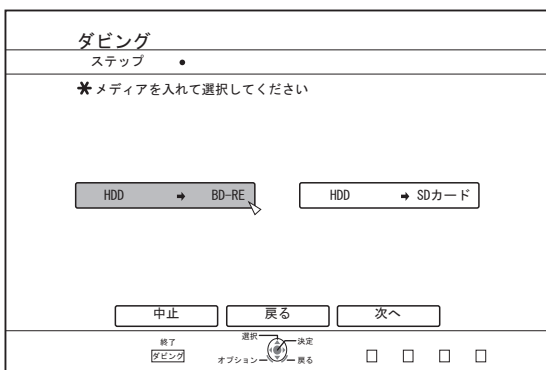 ダビング
ステップ ●
✱メディアを入れて選択してください
HDD ➡ BD-RE
HDD ➡ SDカード
中止
戻る
次へ
終了
ダビング
選択
決定
オプション
戻る